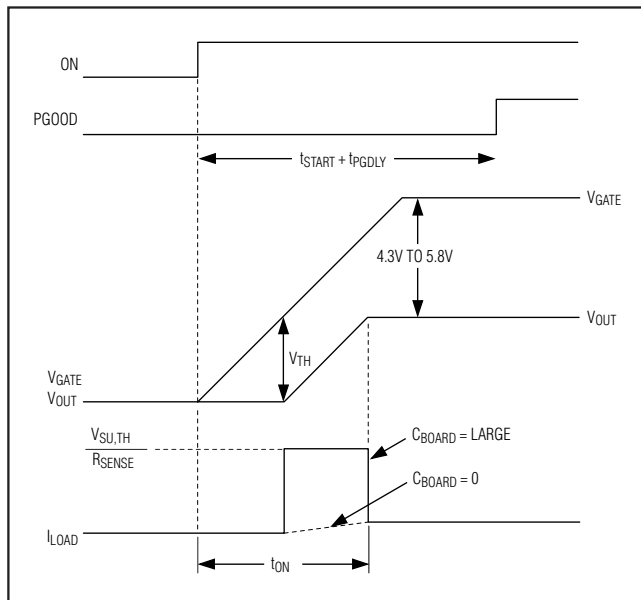 ON
PGOOD
tSTART + tPGDLY
VGATE
4.3V TO 5.8V
VOUT
VTH
VGATE
VOUT
VSU,TH
RSENSE
CBOARD = LARGE
CBOARD = 0
ILOAD
tON